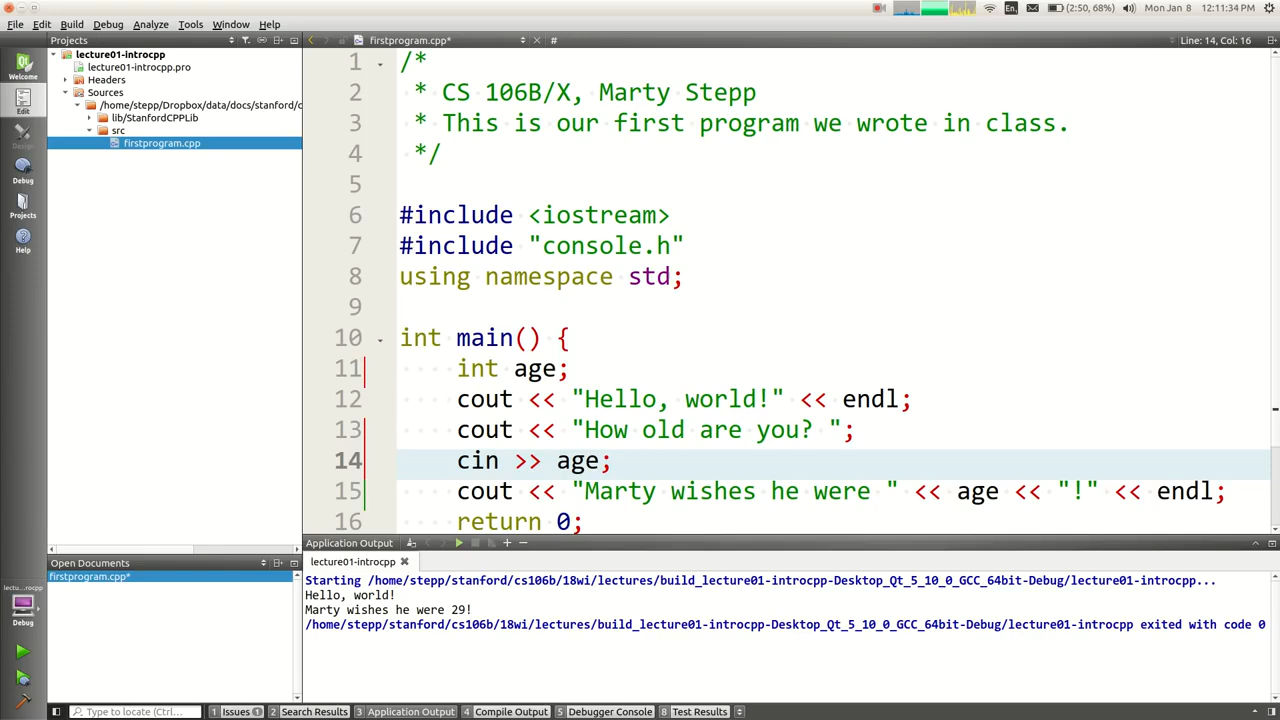 (2:50, 68%) Mon Jan 8 12:11:34 PM
File Edit Build Debug Analyze Tools Window Help
Projects
firstprogram.cpp*
#
Line: 14, Col: 16
Welcome
Edit
Design
Debug
Projects
Help
lecture01-introcpp
lecture01-introcpp.pro
Headers
Sources
/home/stepp/Dropbox/data/docs/stanford/c
lib/StanfordCPPLib
src
firstprogram.cpp
1 /*
2 * CS 106B/X, Marty Stepp
3 * This is our first program we wrote in class.
4 */
5
6 #include <iostream>
7 #include "console.h"
8 using namespace std;
9
10 int main() {
11 int age;
12 cout << "Hello, world!" << endl;
13 cout << "How old are you? ";
14 cin >> age;
15 cout << "Marty wishes he were " << age << "!" << endl;
16 return 0;
Open Documents
firstprogram.cpp*
lectu...rocpp
Debug
Application Output
lecture01-introcpp
Starting /home/stepp/stanford/cs106b/18wi/lectures/build_lecture01-introcpp-Desktop_Qt_5_10_0_GCC_64bit-Debug/lecture01-introcpp...
Hello, world!
Marty wishes he were 29!
/home/stepp/stanford/cs106b/18wi/lectures/build_lecture01-introcpp-Desktop_Qt_5_10_0_GCC_64bit-Debug/lecture01-introcpp exited with code 0
Type to locate (Ctrl...
1 Issues 1 2 Search Results 3 Application Output 4 Compile Output 5 Debugger Console 8 Test Results